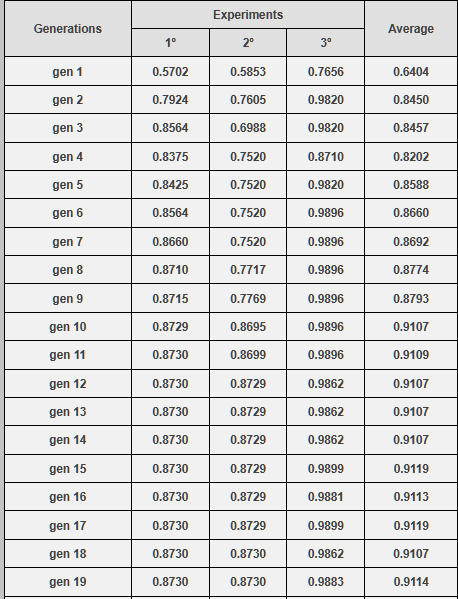 Generations Experiments Average
1° 2° 3°
gen 1 0.5702 0.5853 0.7656 0.6404
gen 2 0.7924 0.7605 0.9820 0.8450
gen 3 0.8564 0.6988 0.9820 0.8457
gen 4 0.8375 0.7520 0.8710 0.8202
gen 5 0.8425 0.7520 0.9820 0.8588
gen 6 0.8564 0.7520 0.9896 0.8660
gen 7 0.8660 0.7520 0.9896 0.8692
gen 8 0.8710 0.7717 0.9896 0.8774
gen 9 0.8715 0.7769 0.9896 0.8793
gen 10 0.8729 0.8695 0.9896 0.9107
gen 11 0.8730 0.8699 0.9896 0.9109
gen 12 0.8730 0.8729 0.9862 0.9107
gen 13 0.8730 0.8729 0.9862 0.9107
gen 14 0.8730 0.8729 0.9862 0.9107
gen 15 0.8730 0.8729 0.9899 0.9119
gen 16 0.8730 0.8729 0.9881 0.9113
gen 17 0.8730 0.8729 0.9899 0.9119
gen 18 0.8730 0.8730 0.9862 0.9107
gen 19 0.8730 0.8730 0.9883 0.9114